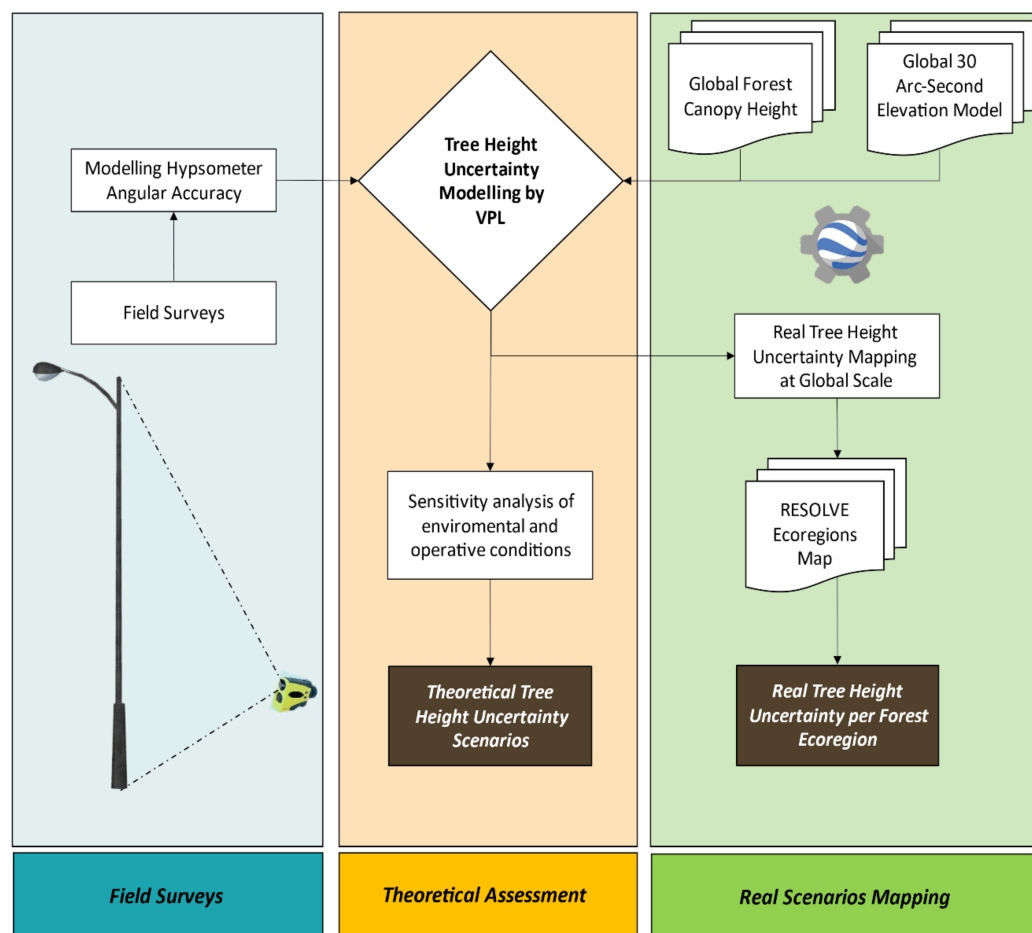 Modelling Hypsometer
Angular Accuracy
Field Surveys
Field Surveys
Tree Height
Uncertainty
Modelling by
VPL
Sensitivity analysis of
enviromental and
operative conditions
Theoretical Tree
Height Uncertainty
Scenarios
Theoretical Assessment
Global Forest
Canopy Height
Global 30
Arc-Second
Elevation Model
Real Tree Height
Uncertainty Mapping
at Global Scale
RESOLVE
Ecoregions
Map
Real Tree Height
Uncertainty per Forest
Ecoregion
Real Scenarios Mapping